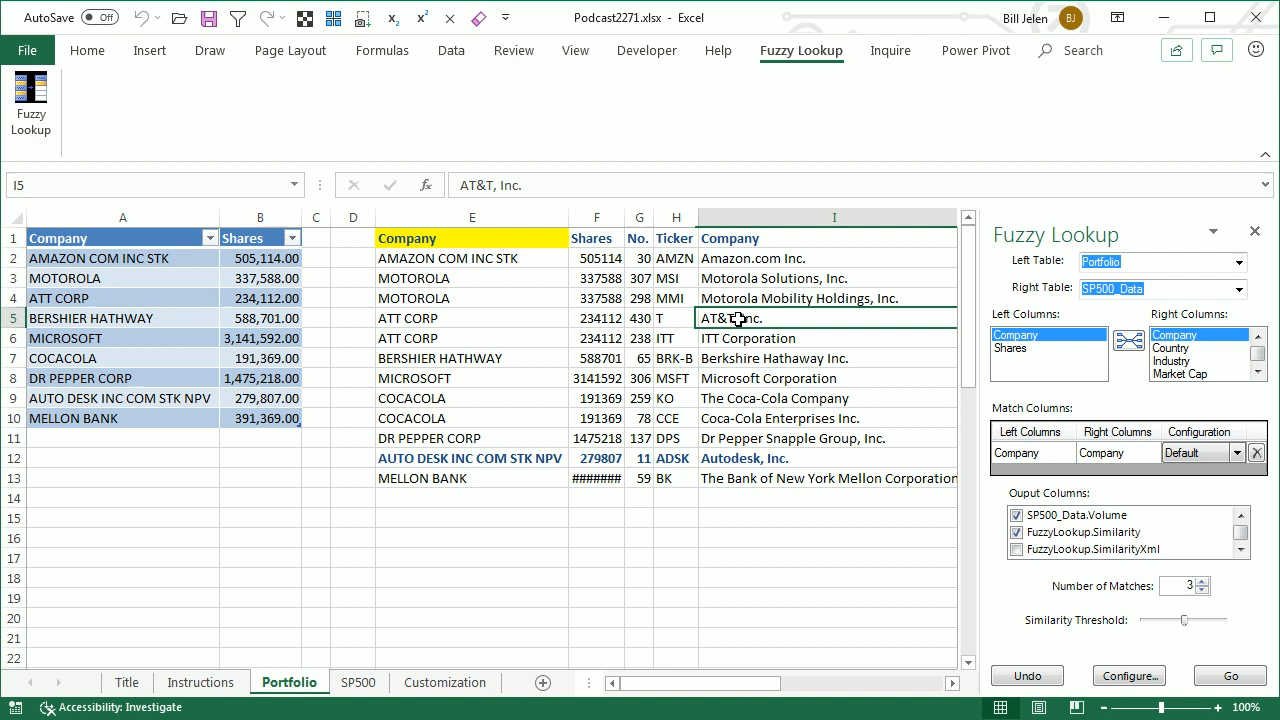 AutoSave Off Podcast2271.xlsx - Excel Bill Jelen BJ
File Home Insert Draw Page Layout Formulas Data Review View Developer Help Fuzzy Lookup Inquire Power Pivot Search
Fuzzy
Lookup
I5 fx AT&T, Inc.
A B C D E F G H I
1 Company Shares Company Shares No. Ticker Company
2 AMAZON COM INC STK 505,114.00 AMAZON COM INC STK 505114 30 AMZN Amazon.com Inc.
3 MOTOROLA 337,588.00 MOTOROLA 337588 297 MSI Motorola Solutions, Inc.
4 ATT CORP 234,112.00 MOTOROLA 337588 298 MMI Motorola Mobility Holdings, Inc.
5 BERSHIER HATHWAY 588,701.00 ATT CORP 234112 430 T AT&T, Inc.
6 MICROSOFT 3,141,592.00 ATT CORP 234112 238 ITT ITT Corporation
7 COCACOLA 191,369.00 BERSHIER HATHWAY 588701 65 BRK-B Berkshire Hathaway Inc.
8 DR PEPPER CORP 1,475,218.00 MICROSOFT 3141592 306 MSFT Microsoft Corporation
9 AUTO DESK INC COM STK NPV 279,807.00 COCACOLA 191369 259 KO The Coca-Cola Company
10 MELLON BANK 391,369.00 COCACOLA 191369 78 CCE Coca-Cola Enterprises Inc.
11 DR PEPPER CORP 1475218 137 DPS Dr Pepper Snapple Group, Inc.
12 AUTO DESK INC COM STK NPV 279807 11 ADSK Autodesk, Inc.
13 MELLON BANK ####### 59 BK The Bank of New York Mellon Corporation
14
15
16
17
18
19
20
21
22
Title Instructions Portfolio SP500 Customization
Accessibility: Investigate 100%
Fuzzy Lookup
Left Table: Portfolio
Right Table: SP500_Data
Left Columns: Right Columns:
Company Company
Shares Country
Industry
Market Cap
Match Columns:
Left Columns Right Columns Configuration
Company Company Default
Ouput Columns:
SP500_Data.Volume
FuzzyLookup.Similarity
FuzzyLookup.SimilarityXml
Number of Matches: 3
Similarity Threshold:
Undo Configure... Go